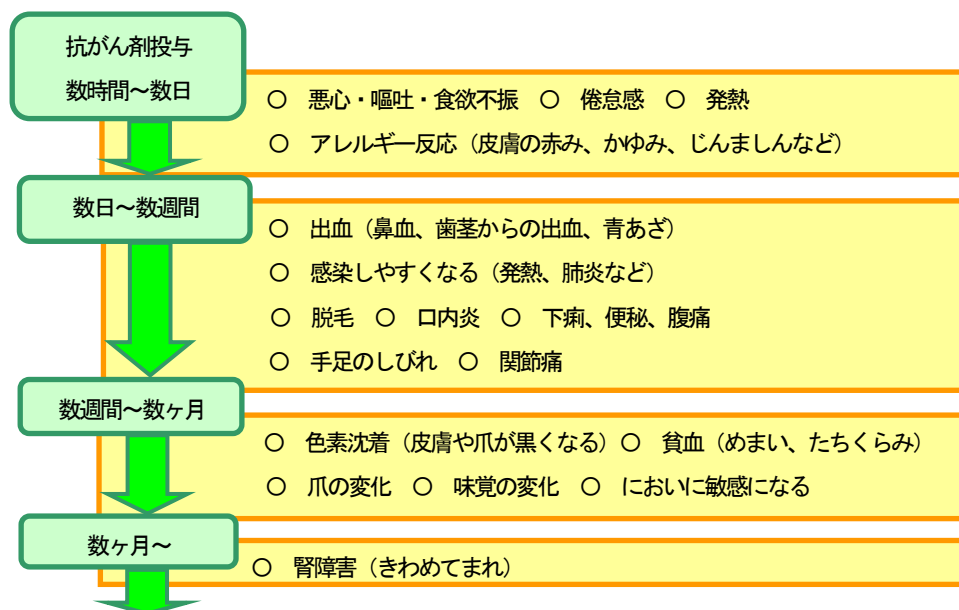 抗がん剤投与
数時間～数日
○　悪心・嘔吐・食欲不振　○　倦怠感　○　発熱
○　アレルギー反応（皮膚の赤み、かゆみ、じんましんなど）
数日～数週間
○　出血（鼻血、歯茎からの出血、青あざ）
○　感染しやすくなる（発熱、肺炎など）
○　脱毛　○　口内炎　○　下痢、便秘、腹痛
○　手足のしびれ　○　関節痛
数週間～数ヶ月
○　色素沈着（皮膚や爪が黒くなる）○　貧血（めまい、たちくらみ）
○　爪の変化　○　味覚の変化　○　においに敏感になる
数ヶ月～
○　腎障害（きわめてまれ）